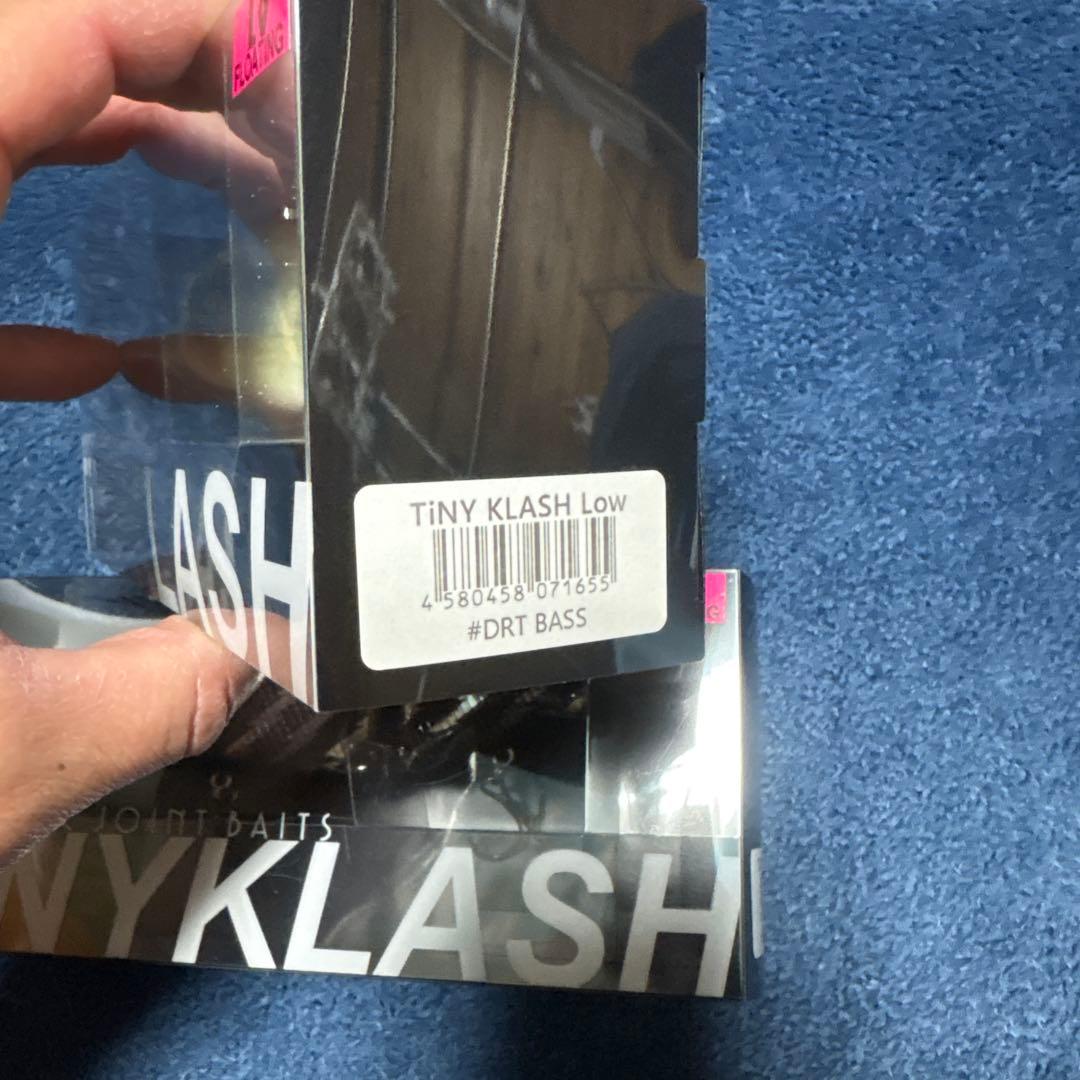 FLOATING
LASH
TiNY KLASH Low
4 580458 071655
#DRT BASS
G
JOINT BAITS
NYKLASH